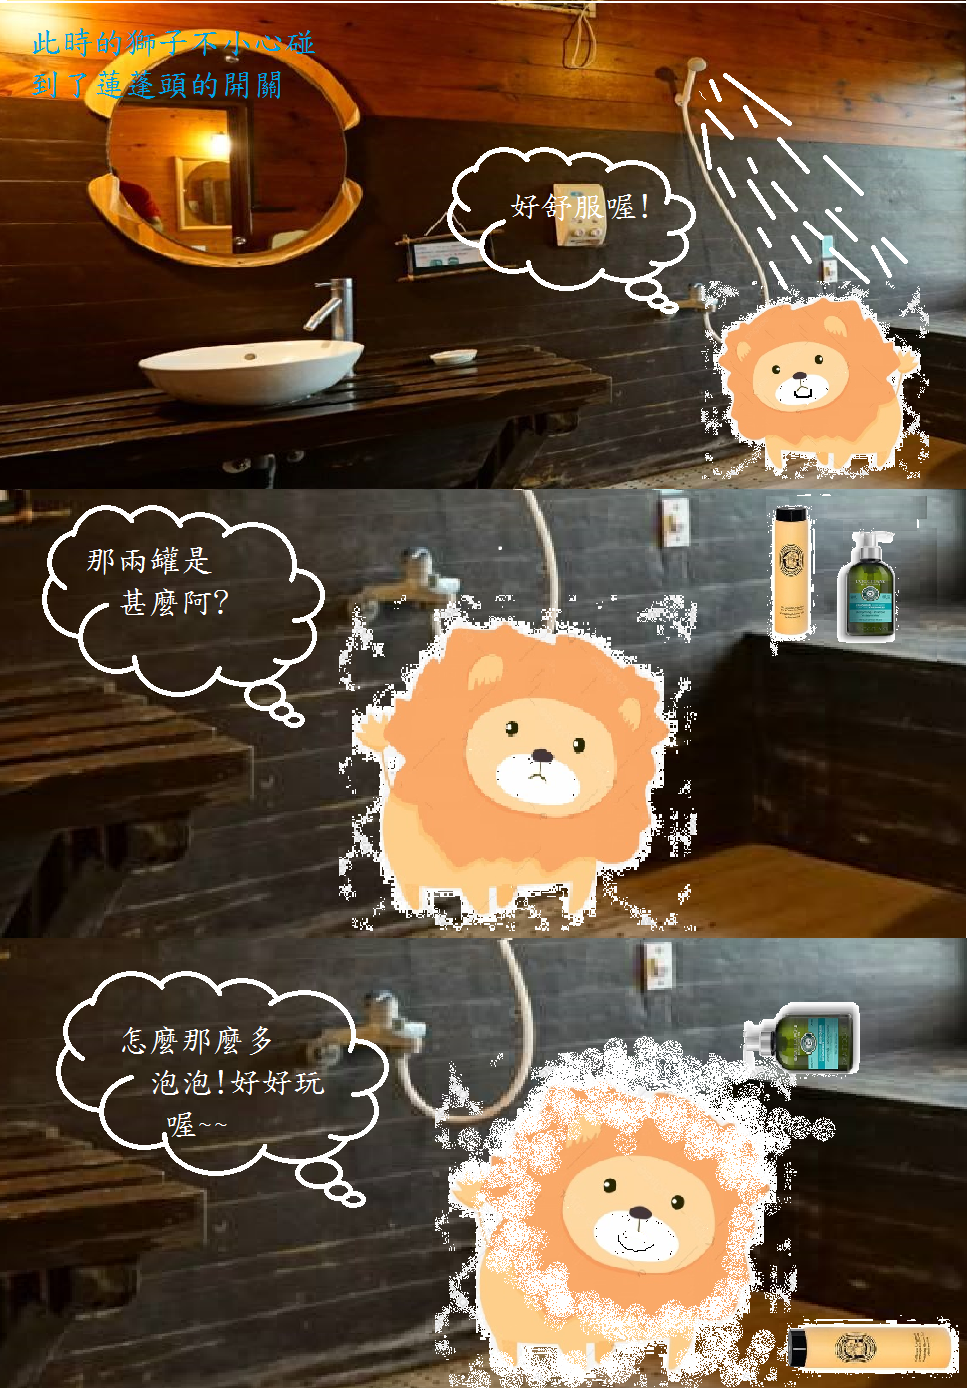 此時的獅子不小心碰
到了蓮蓬頭的開關
好舒服喔!
那兩罐是
甚麼阿?
怎麼那麼多
泡泡!好好玩
喔~~